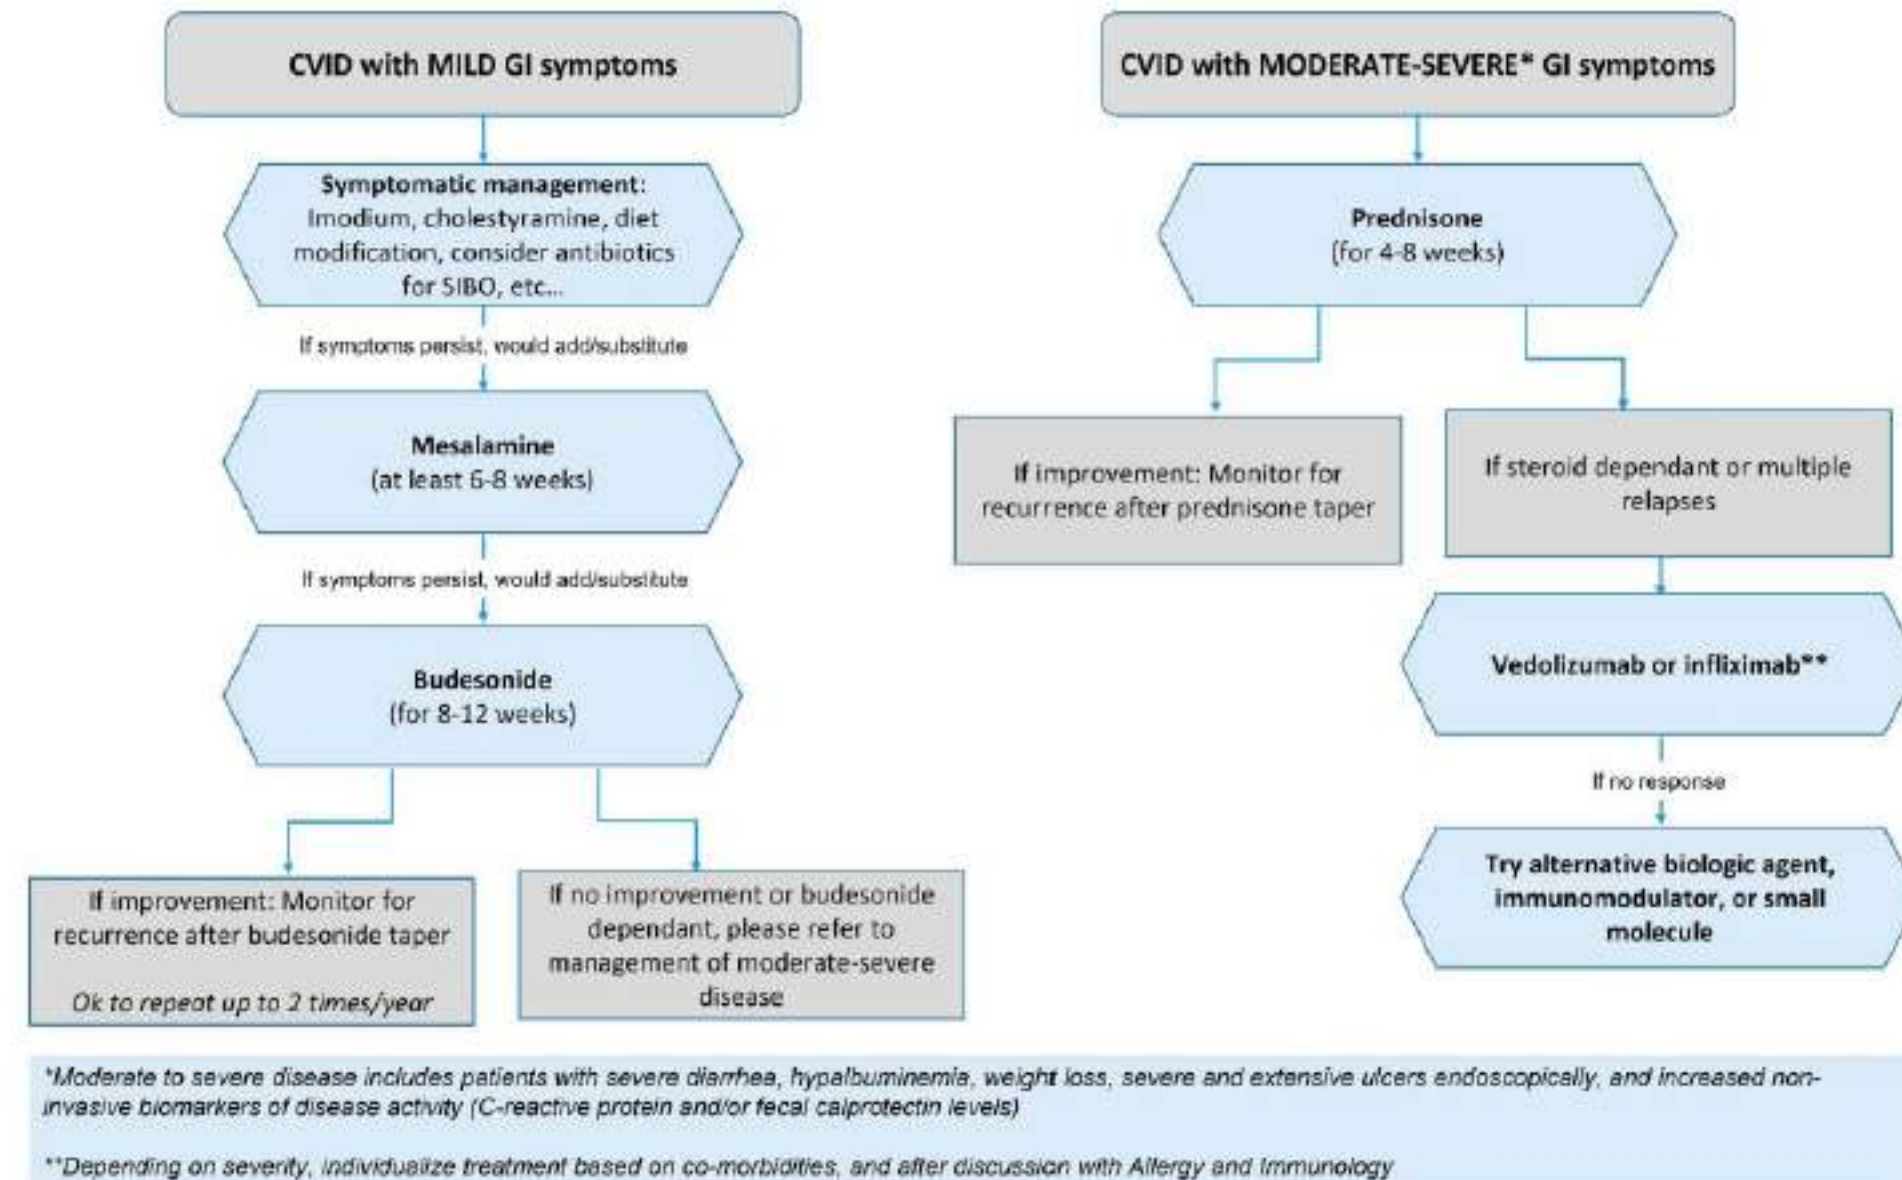 CVID with MILD GI symptoms
Symptomatic management:
Imodium, cholestyramine, diet
modification, consider antibiotics
for SIBO, etc...
If symptoms persist, would add/substitute
Mesalamine
(at least 6-8 weeks)
If symptoms persist, would add/substitute
Budesonide
(for 8-12 weeks)
If improvement: Monitor for
recurrence after budesonide taper
Ok to repeat up to 2 times/year
If no improvement or budesonide
dependant, please refer to
management of moderate-severe
disease
CVID with MODERATE-SEVERE* GI symptoms
Prednisone
(for 4-8 weeks)
If improvement: Monitor for
recurrence after prednisone taper
If steroid dependant or multiple
relapses
Vedolizumab or infliximab**
If no response
Try alternative biologic agent,
immunomodulator, or small
molecule
*Moderate to severe disease includes patients with severe diarrhea, hypalbuminemia, weight loss, severe and extensive ulcers endoscopically, and increased non-
invasive biomarkers of disease activity (C-reactive protein and/or fecal calprotectin levels)
**Depending on severity, individualize treatment based on co-morbidities, and after discussion with Allergy and Immunology